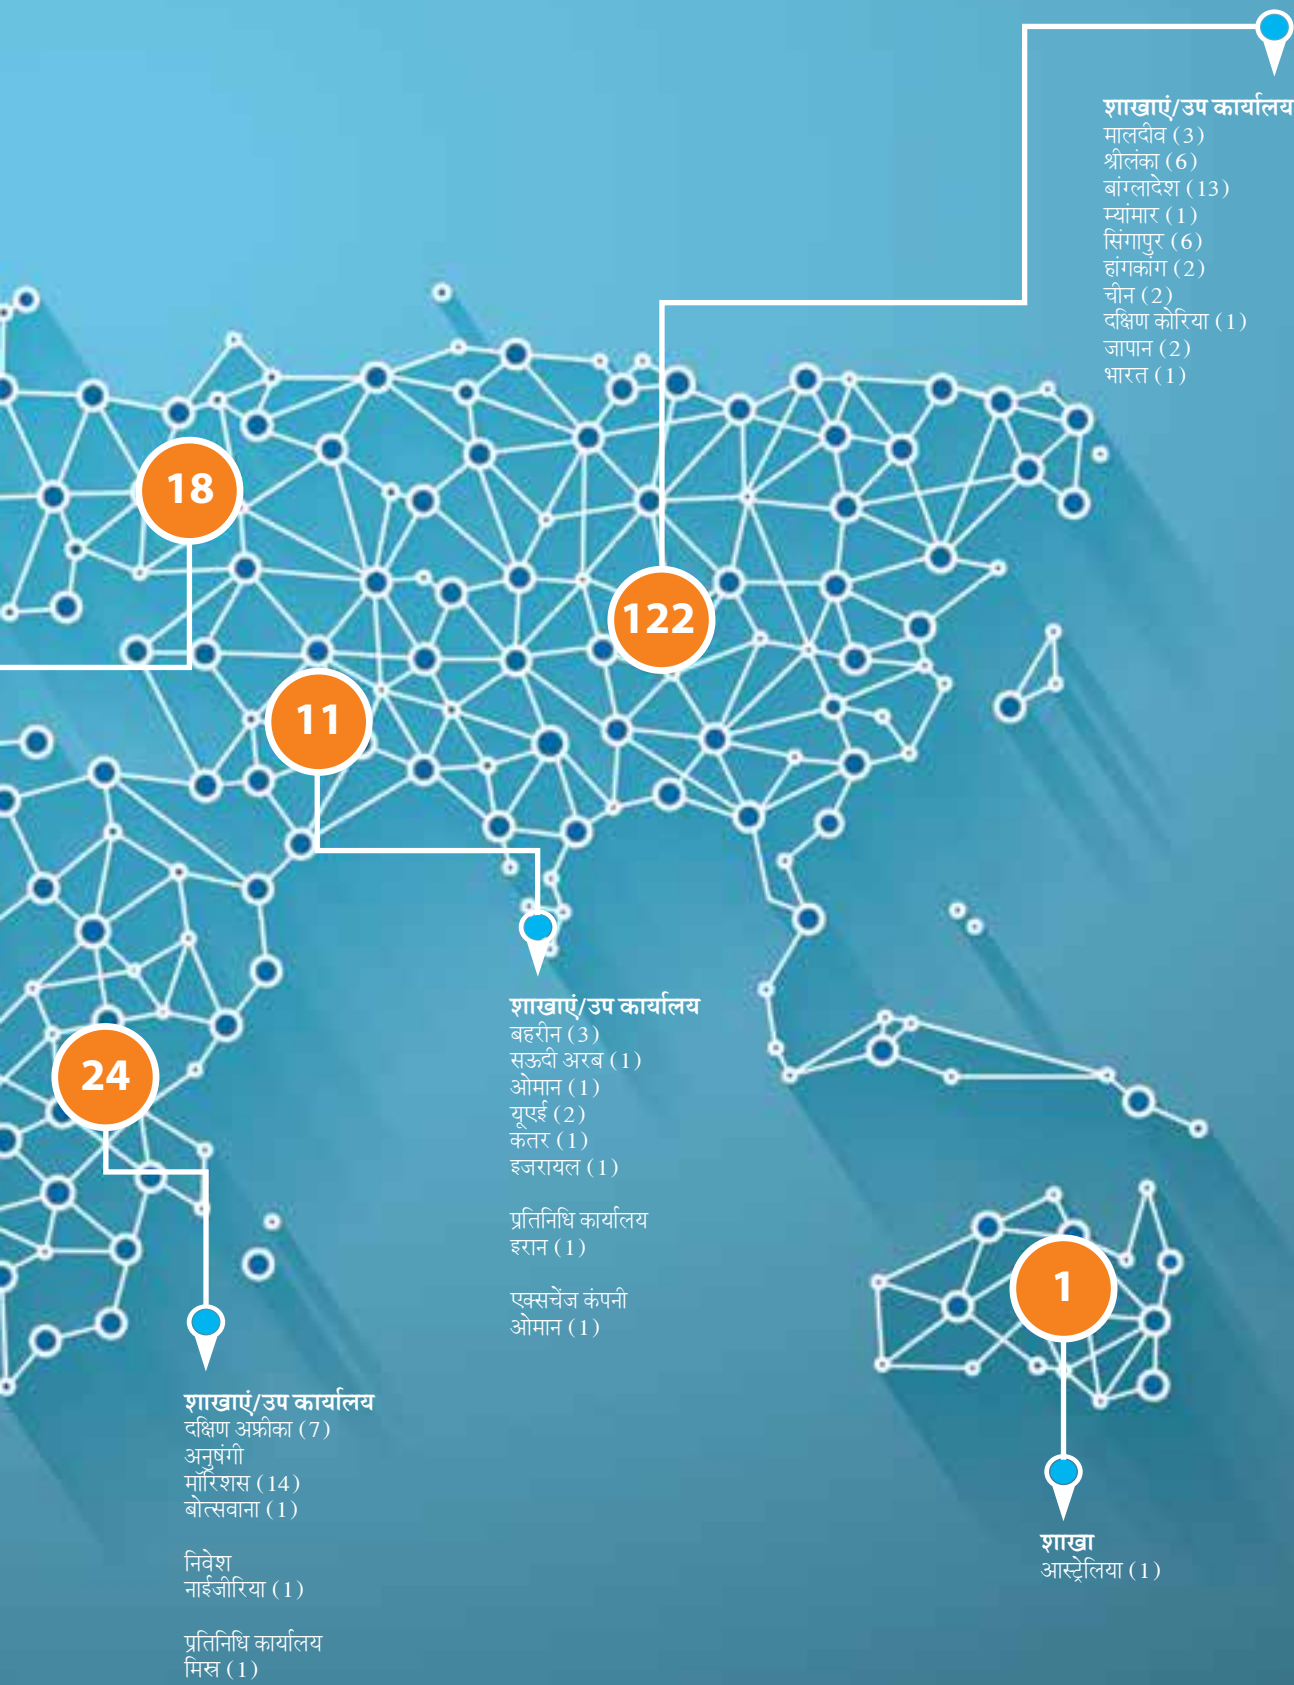 शाखाएं/उप कार्यालय
मालदीव (3)
श्रीलंका (6)
बांग्लादेश (13)
म्यांमार (1)
सिंगापुर (6)
हांगकांग (2)
चीन (2)
दक्षिण कोरिया (1)
जापान (2)
भारत (1)
18
122
11
24
शाखाएं/उप कार्यालय
बहरीन (3)
सऊदी अरब (1)
ओमान (1)
यूएई (2)
कतर (1)
इजरायल (1)
प्रतिनिधि कार्यालय
इरान (1)
एक्सचेंज कंपनी
ओमान (1)
1
शाखाएं/उप कार्यालय
दक्षिण अफ्रीका (7)
अनुषंगी
मॉरिशस (14)
बोत्सवाना (1)
निवेश
नाईजीरिया (1)
प्रतिनिधि कार्यालय
मिस्र (1)
शाखा
आस्ट्रेलिया (1)